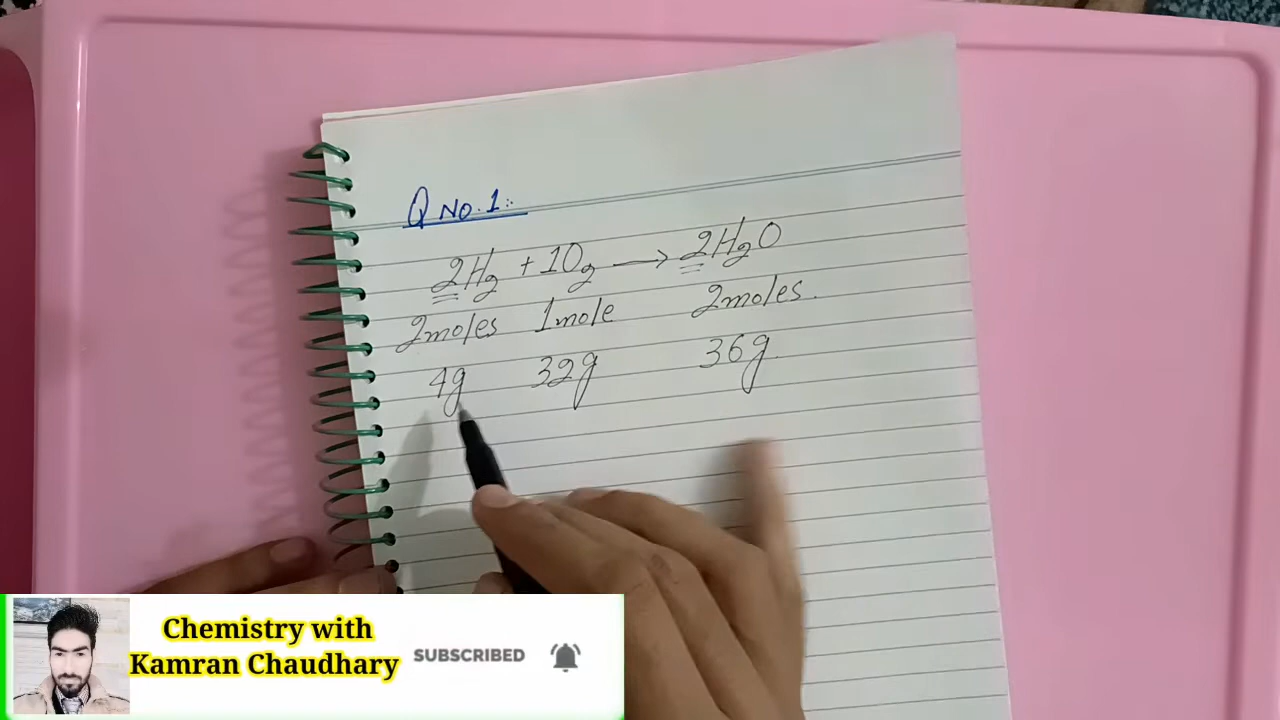 Q No. 1:
2H₂ + 1O₂ → 2H₂O
2moles 1mole 2moles.
4g 32g 36g.
Chemistry with
Kamran Chaudhary
SUBSCRIBED